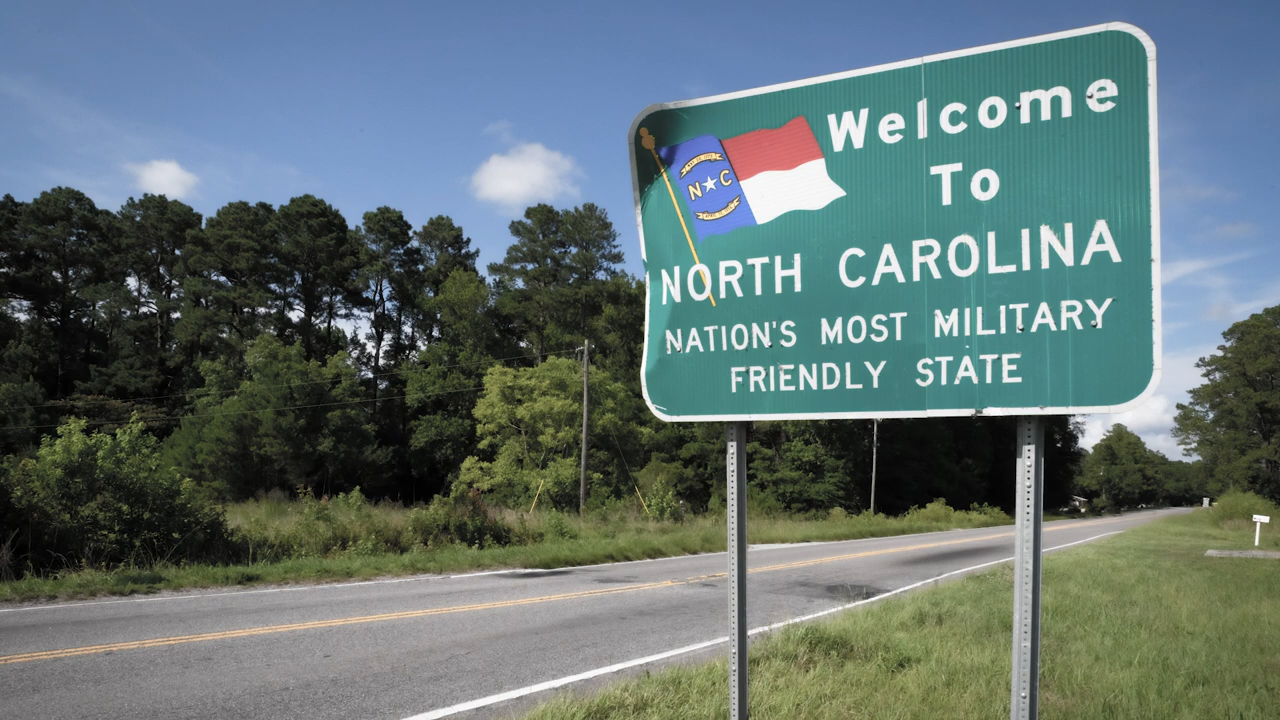 Welcome
To
NORTH CAROLINA
NATION'S MOST MILITARY
FRIENDLY STATE
N C